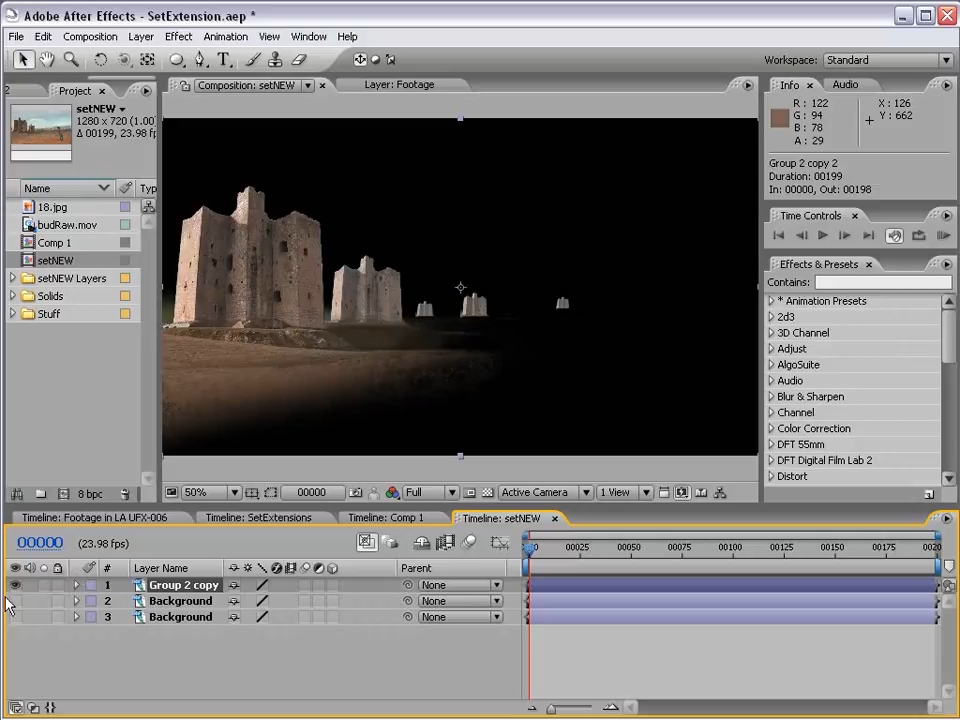 Adobe After Effects - SetExtension.aep *
File Edit Composition Layer Effect Animation View Window Help
Workspace: Standard
2 Project
Composition: setNEW
Layer: Footage
Info Audio
setNEW
1280 x 720 (1.00)
Δ 00199, 23.98 fps
R : 122
G : 94
B : 78
A : 29
X : 126
Y : 662
Group 2 copy 2
Duration: 00199
In: 00000, Out: 00198
Name Typ
18.jpg
budRaw.mov
Comp 1
setNEW
setNEW Layers
Solids
Stuff
Time Controls
Effects & Presets
Contains:
* Animation Presets
2d3
3D Channel
Adjust
AlgoSuite
Audio
Blur & Sharpen
Channel
Color Correction
DFT 55mm
DFT Digital Film Lab 2
Distort
8 bpc
50% 00000 Full Active Camera 1 View
Timeline: Footage in LA UFX-006
Timeline: SetExtensions
Timeline: Comp 1
Timeline: setNEW
00000 (23.98 fps)
00025 00050 00075 00100 00125 00150 00175 0020
# Layer Name Parent
1 Group 2 copy None
2 Background None
3 Background None